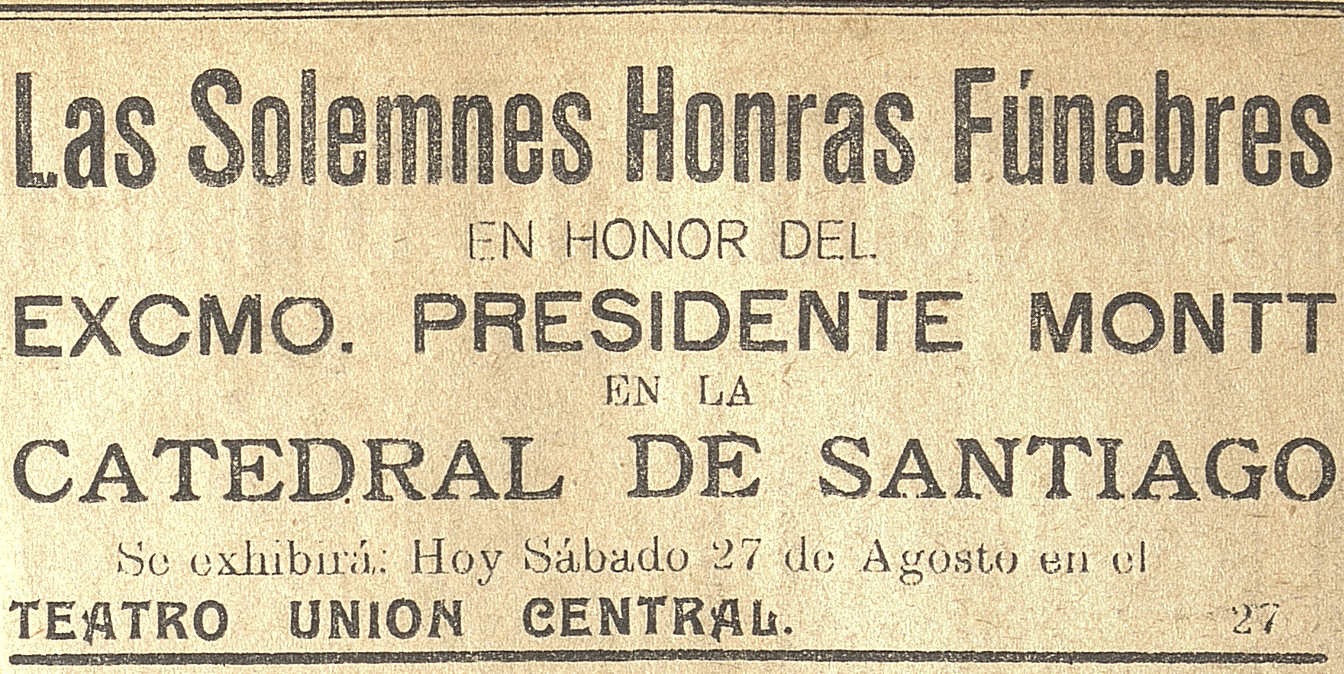 Las Solemnes Honras Fúnebres
EN HONOR DEL
EXCMO. PRESIDENTE MONTT
EN LA
CATEDRAL DE SANTIAGO
Se exhibirá: Hoy Sábado 27 de Agosto en el
TEATRO UNION CENTRAL. 27